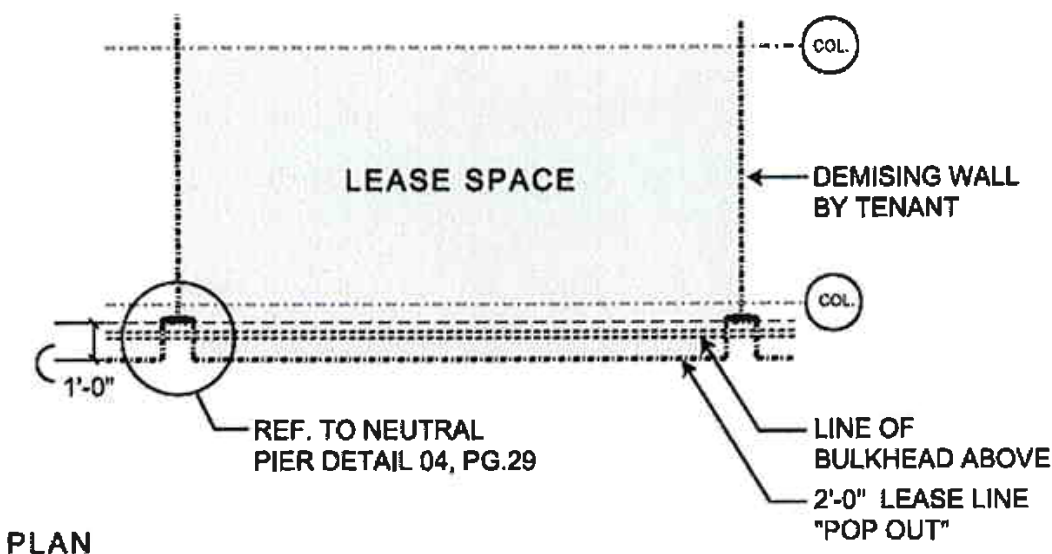 COL.
LEASE SPACE
DEMISING WALL
BY TENANT
COL.
1'-0"
REF. TO NEUTRAL
PIER DETAIL 04, PG.29
LINE OF
BULKHEAD ABOVE
2'-0" LEASE LINE
"POP OUT"
PLAN